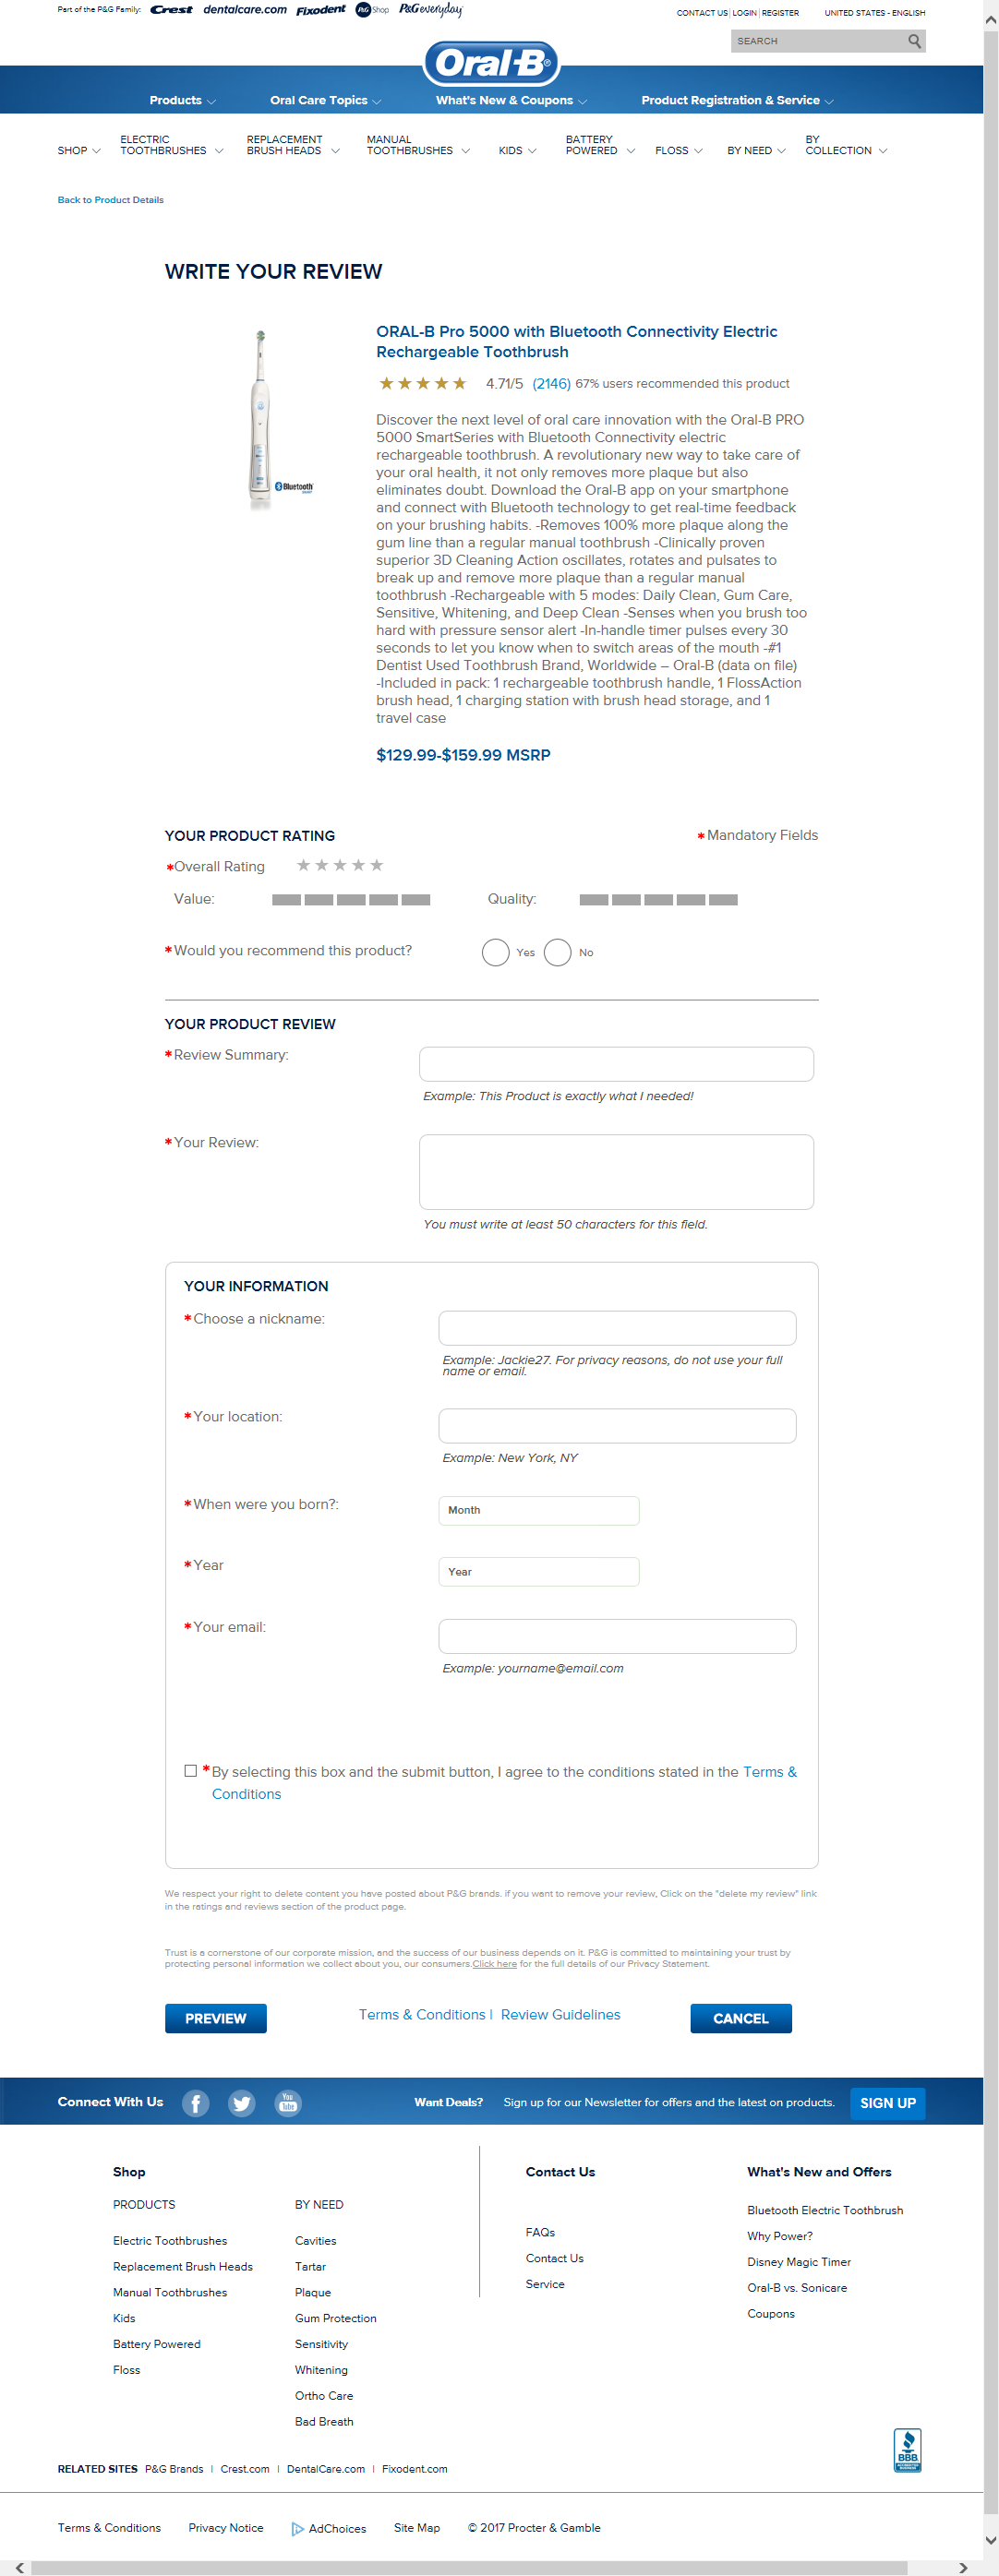 Part of the P&G Family: Crest dentalcare.com Fixodent P&G Shop P&G everyday
CONTACT US | LOGIN | REGISTER UNITED STATES - ENGLISH
SEARCH
Oral-B®
Products Oral Care Topics What's New & Coupons Product Registration & Service
SHOP ELECTRIC TOOTHBRUSHES REPLACEMENT BRUSH HEADS MANUAL TOOTHBRUSHES KIDS BATTERY POWERED FLOSS BY NEED BY COLLECTION
Back to Product Details
WRITE YOUR REVIEW
Bluetooth
ORAL-B Pro 5000 with Bluetooth Connectivity Electric
Rechargeable Toothbrush
4.71/5 (2146) 67% users recommended this product
Discover the next level of oral care innovation with the Oral-B PRO
5000 SmartSeries with Bluetooth Connectivity electric
rechargeable toothbrush. A revolutionary new way to take care of
your oral health, it not only removes more plaque but also
eliminates doubt. Download the Oral-B app on your smartphone
and connect with Bluetooth technology to get real-time feedback
on your brushing habits. -Removes 100% more plaque along the
gum line than a regular manual toothbrush -Clinically proven
superior 3D Cleaning Action oscillates, rotates and pulsates to
break up and remove more plaque than a regular manual
toothbrush -Rechargeable with 5 modes: Daily Clean, Gum Care,
Sensitive, Whitening, and Deep Clean -Senses when you brush too
hard with pressure sensor alert -In-handle timer pulses every 30
seconds to let you know when to switch areas of the mouth -#1
Dentist Used Toothbrush Brand, Worldwide – Oral-B (data on file)
-Included in pack: 1 rechargeable toothbrush handle, 1 FlossAction
brush head, 1 charging station with brush head storage, and 1
travel case
$129.99-$159.99 MSRP
YOUR PRODUCT RATING
*Mandatory Fields
*Overall Rating
Value: Quality:
*Would you recommend this product? Yes No
YOUR PRODUCT REVIEW
*Review Summary:
Example: This Product is exactly what I needed!
*Your Review:
You must write at least 50 characters for this field.
YOUR INFORMATION
*Choose a nickname:
Example: Jackie27. For privacy reasons, do not use your full
name or email.
*Your location:
Example: New York, NY
*When were you born?: Month
*Year Year
*Your email:
Example: yourname@email.com
*By selecting this box and the submit button, I agree to the conditions stated in the Terms &
Conditions
We respect your right to delete content you have posted about P&G brands. if you want to remove your review, Click on the "delete my review" link
in the ratings and reviews section of the product page.
Trust is a cornerstone of our corporate mission, and the success of our business depends on it. P&G is committed to maintaining your trust by
protecting personal information we collect about you, our consumers.Click here for the full details of our Privacy Statement.
PREVIEW Terms & Conditions | Review Guidelines CANCEL
Connect With Us f You Tube Want Deals? Sign up for our Newsletter for offers and the latest on products. SIGN UP
Shop
PRODUCTS
Electric Toothbrushes
Replacement Brush Heads
Manual Toothbrushes
Kids
Battery Powered
Floss
BY NEED
Cavities
Tartar
Plaque
Gum Protection
Sensitivity
Whitening
Ortho Care
Bad Breath
Contact Us
FAQs
Contact Us
Service
What's New and Offers
Bluetooth Electric Toothbrush
Why Power?
Disney Magic Timer
Oral-B vs. Sonicare
Coupons
BBB
RELATED SITES P&G Brands | Crest.com | DentalCare.com | Fixodent.com
Terms & Conditions Privacy Notice AdChoices Site Map © 2017 Procter & Gamble